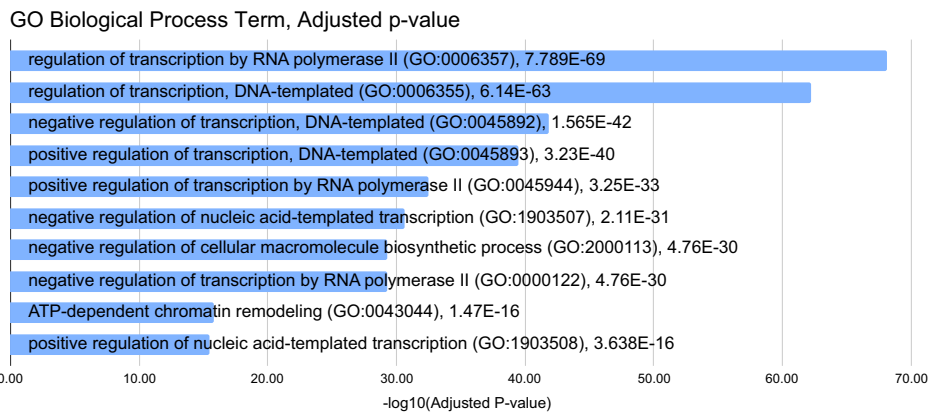 GO Biological Process Term, Adjusted p-value
regulation of transcription by RNA polymerase II (GO:0006357), 7.789E-69
regulation of transcription, DNA-templated (GO:0006355), 6.14E-63
negative regulation of transcription, DNA-templated (GO:0045892), 1.565E-42
positive regulation of transcription, DNA-templated (GO:0045893), 3.23E-40
positive regulation of transcription by RNA polymerase II (GO:0045944), 3.25E-33
negative regulation of nucleic acid-templated transcription (GO:1903507), 2.11E-31
negative regulation of cellular macromolecule biosynthetic process (GO:2000113), 4.76E-30
negative regulation of transcription by RNA polymerase II (GO:0000122), 4.76E-30
ATP-dependent chromatin remodeling (GO:0043044), 1.47E-16
positive regulation of nucleic acid-templated transcription (GO:1903508), 3.638E-16
0.00 10.00 20.00 30.00 40.00 50.00 60.00 70.00
-log10(Adjusted P-value)